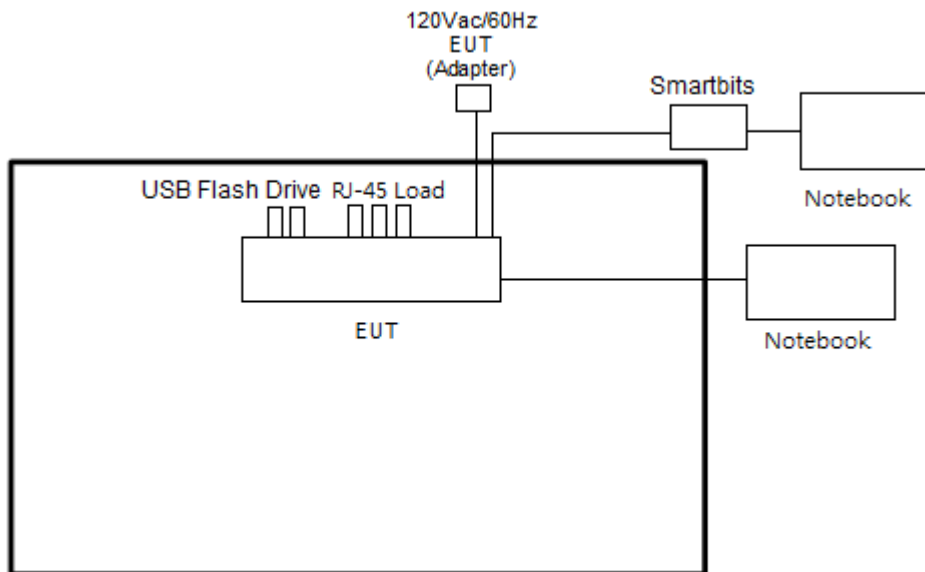 120Vac/60Hz
EUT
(Adapter)
Smartbits
Notebook
USB Flash Drive RJ-45 Load
EUT
Notebook